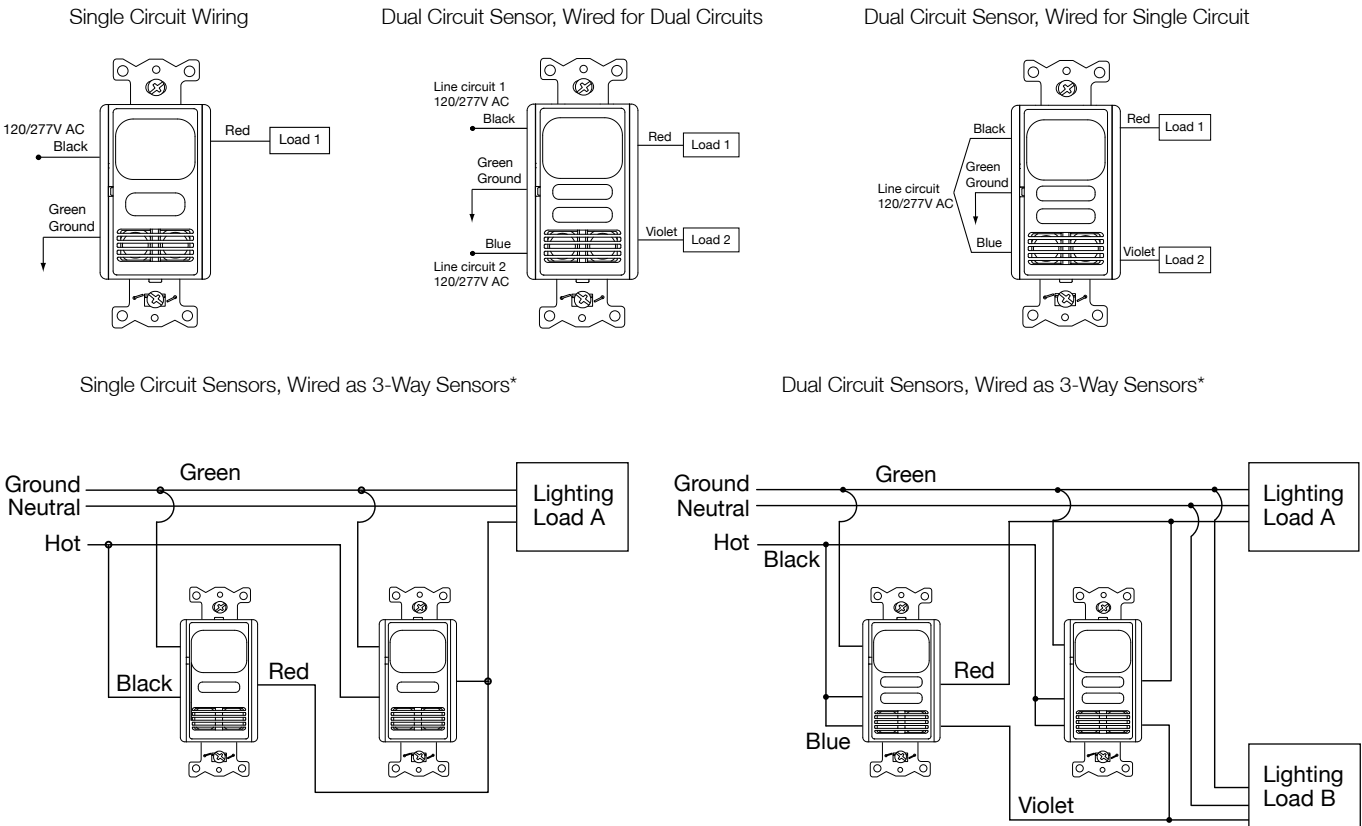 Single Circuit Wiring
120/277V AC
Black
Red
Load 1
Green
Ground
Dual Circuit Sensor, Wired for Dual Circuits
Line circuit 1
120/277V AC
Black
Red
Load 1
Green
Ground
Violet
Load 2
Blue
Line circuit 2
120/277V AC
Dual Circuit Sensor, Wired for Single Circuit
Black
Red
Load 1
Green
Ground
Line circuit
120/277V AC
Blue
Violet
Load 2
Single Circuit Sensors, Wired as 3-Way Sensors*
Ground
Green
Neutral
Hot
Lighting
Load A
Black
Red
Dual Circuit Sensors, Wired as 3-Way Sensors*
Ground
Green
Neutral
Hot
Black
Lighting
Load A
Red
Blue
Violet
Lighting
Load B